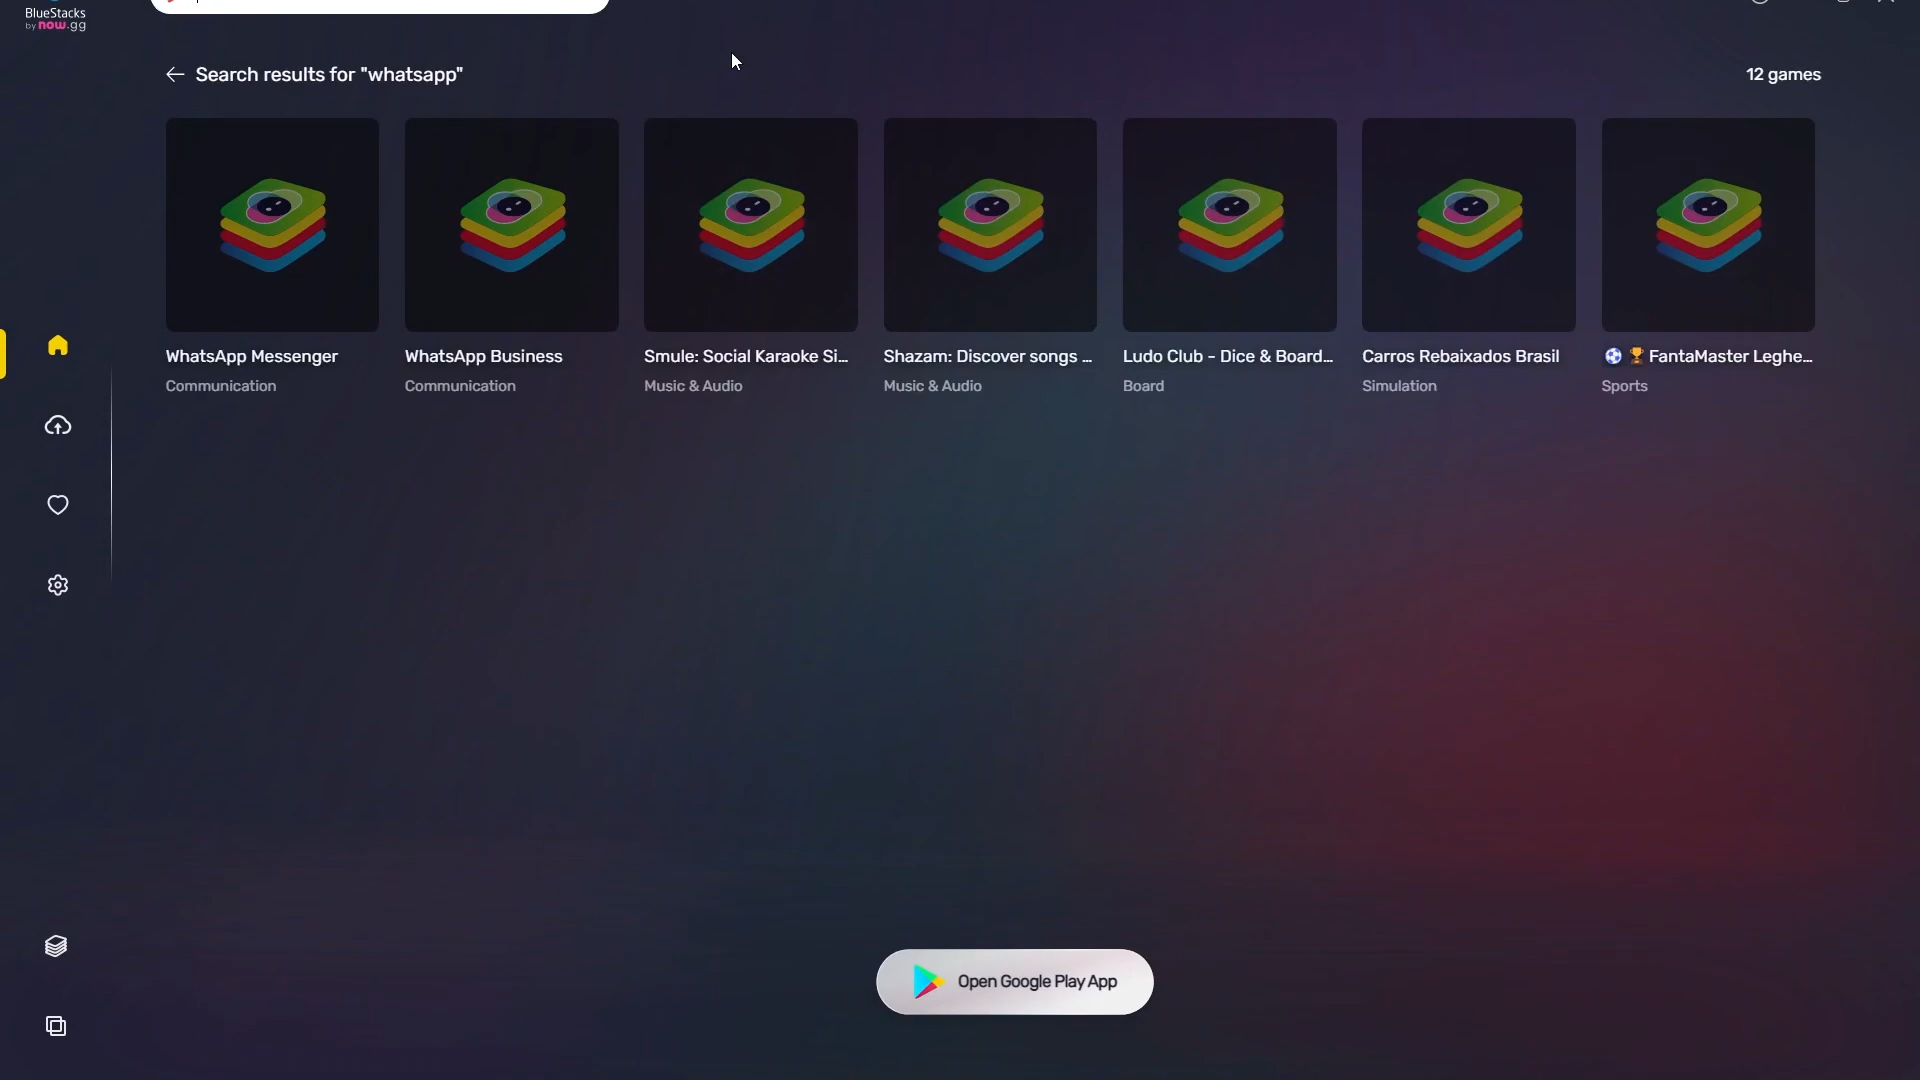 BlueStacks
by now.gg
Search results for "whatsapp"
12 games
WhatsApp Messenger
Communication
WhatsApp Business
Communication
Smule: Social Karaoke Si...
Music & Audio
Shazam: Discover songs ...
Music & Audio
Ludo Club - Dice & Board...
Board
Carros Rebaixados Brasil
Simulation
⚽ 🏆 FantaMaster Leghe...
Sports
Open Google Play App